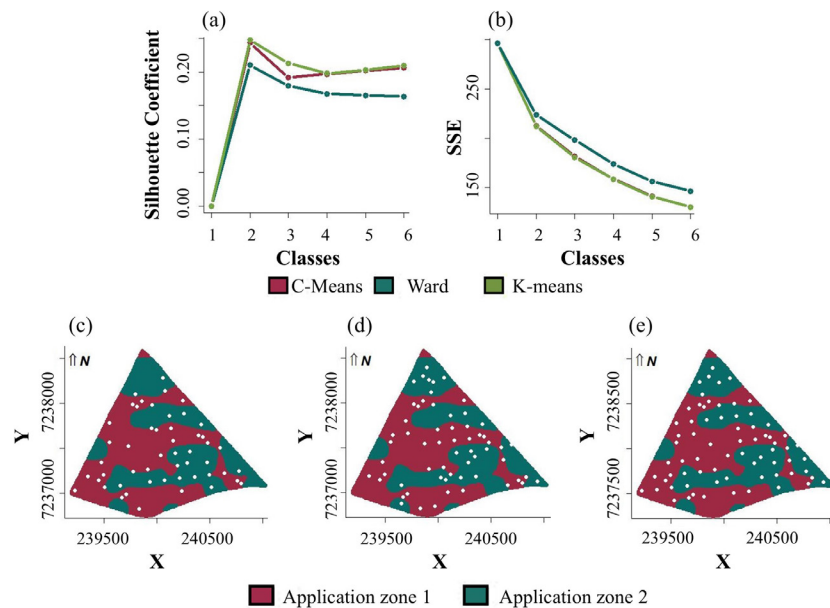 (a)
Silhouette Coefficient
0.00 0.10 0.20
1 2 3 4 5 6
Classes
(b)
SSE
150 250
1 2 3 4 5 6
Classes
C-Means Ward K-means
(c)
⇑N
Y
7237000 7238000
239500 240500
X
(d)
⇑N
Y
7237000 7238000
239500 240500
X
(e)
⇑N
Y
7237500 7238500
239500 240500
X
Application zone 1 Application zone 2